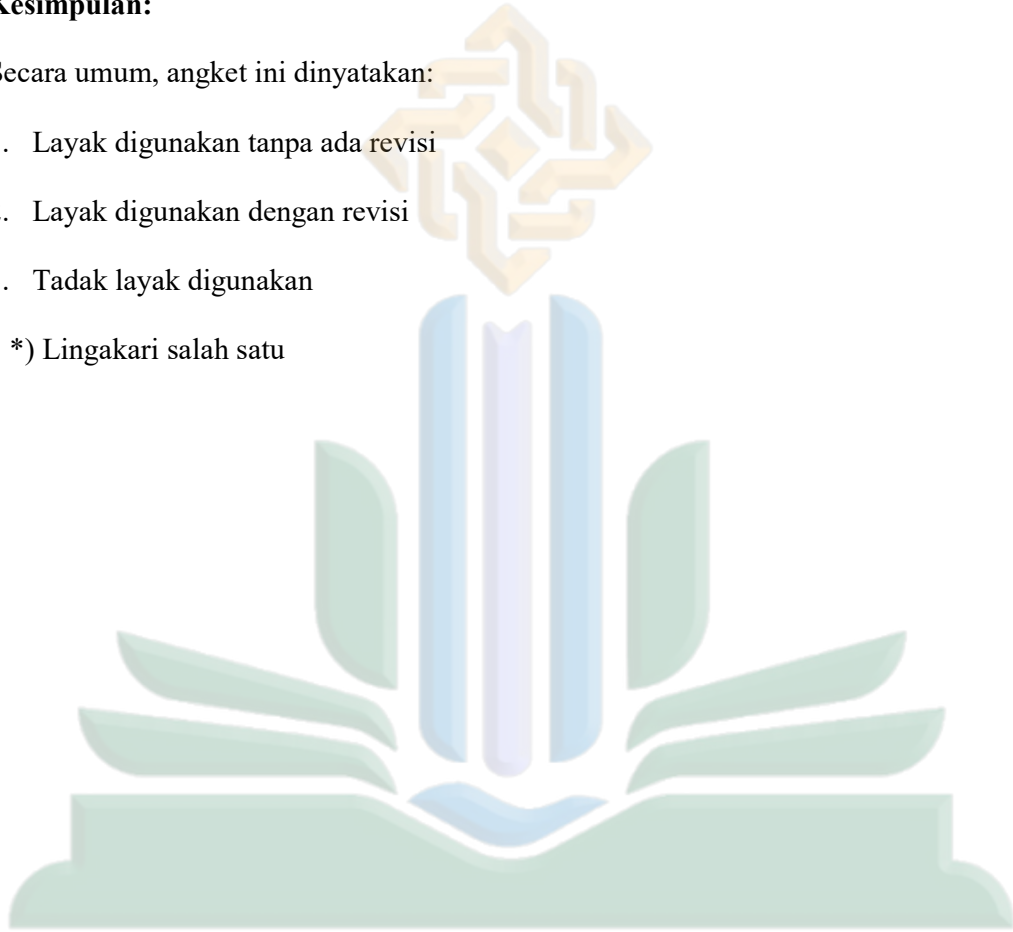 Kesimpulan:
Secara umum, angket ini dinyatakan:
. Layak digunakan tanpa ada revisi
. Layak digunakan dengan revisi
. Tadak layak digunakan
*) Lingakari salah satu